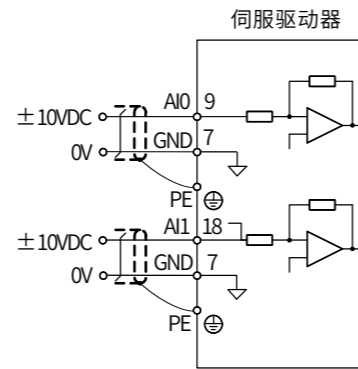 伺服驱动器
AI0 9
±10VDC
GND 7
0V
PE
AI1 18
±10VDC
GND 7
0V
PE